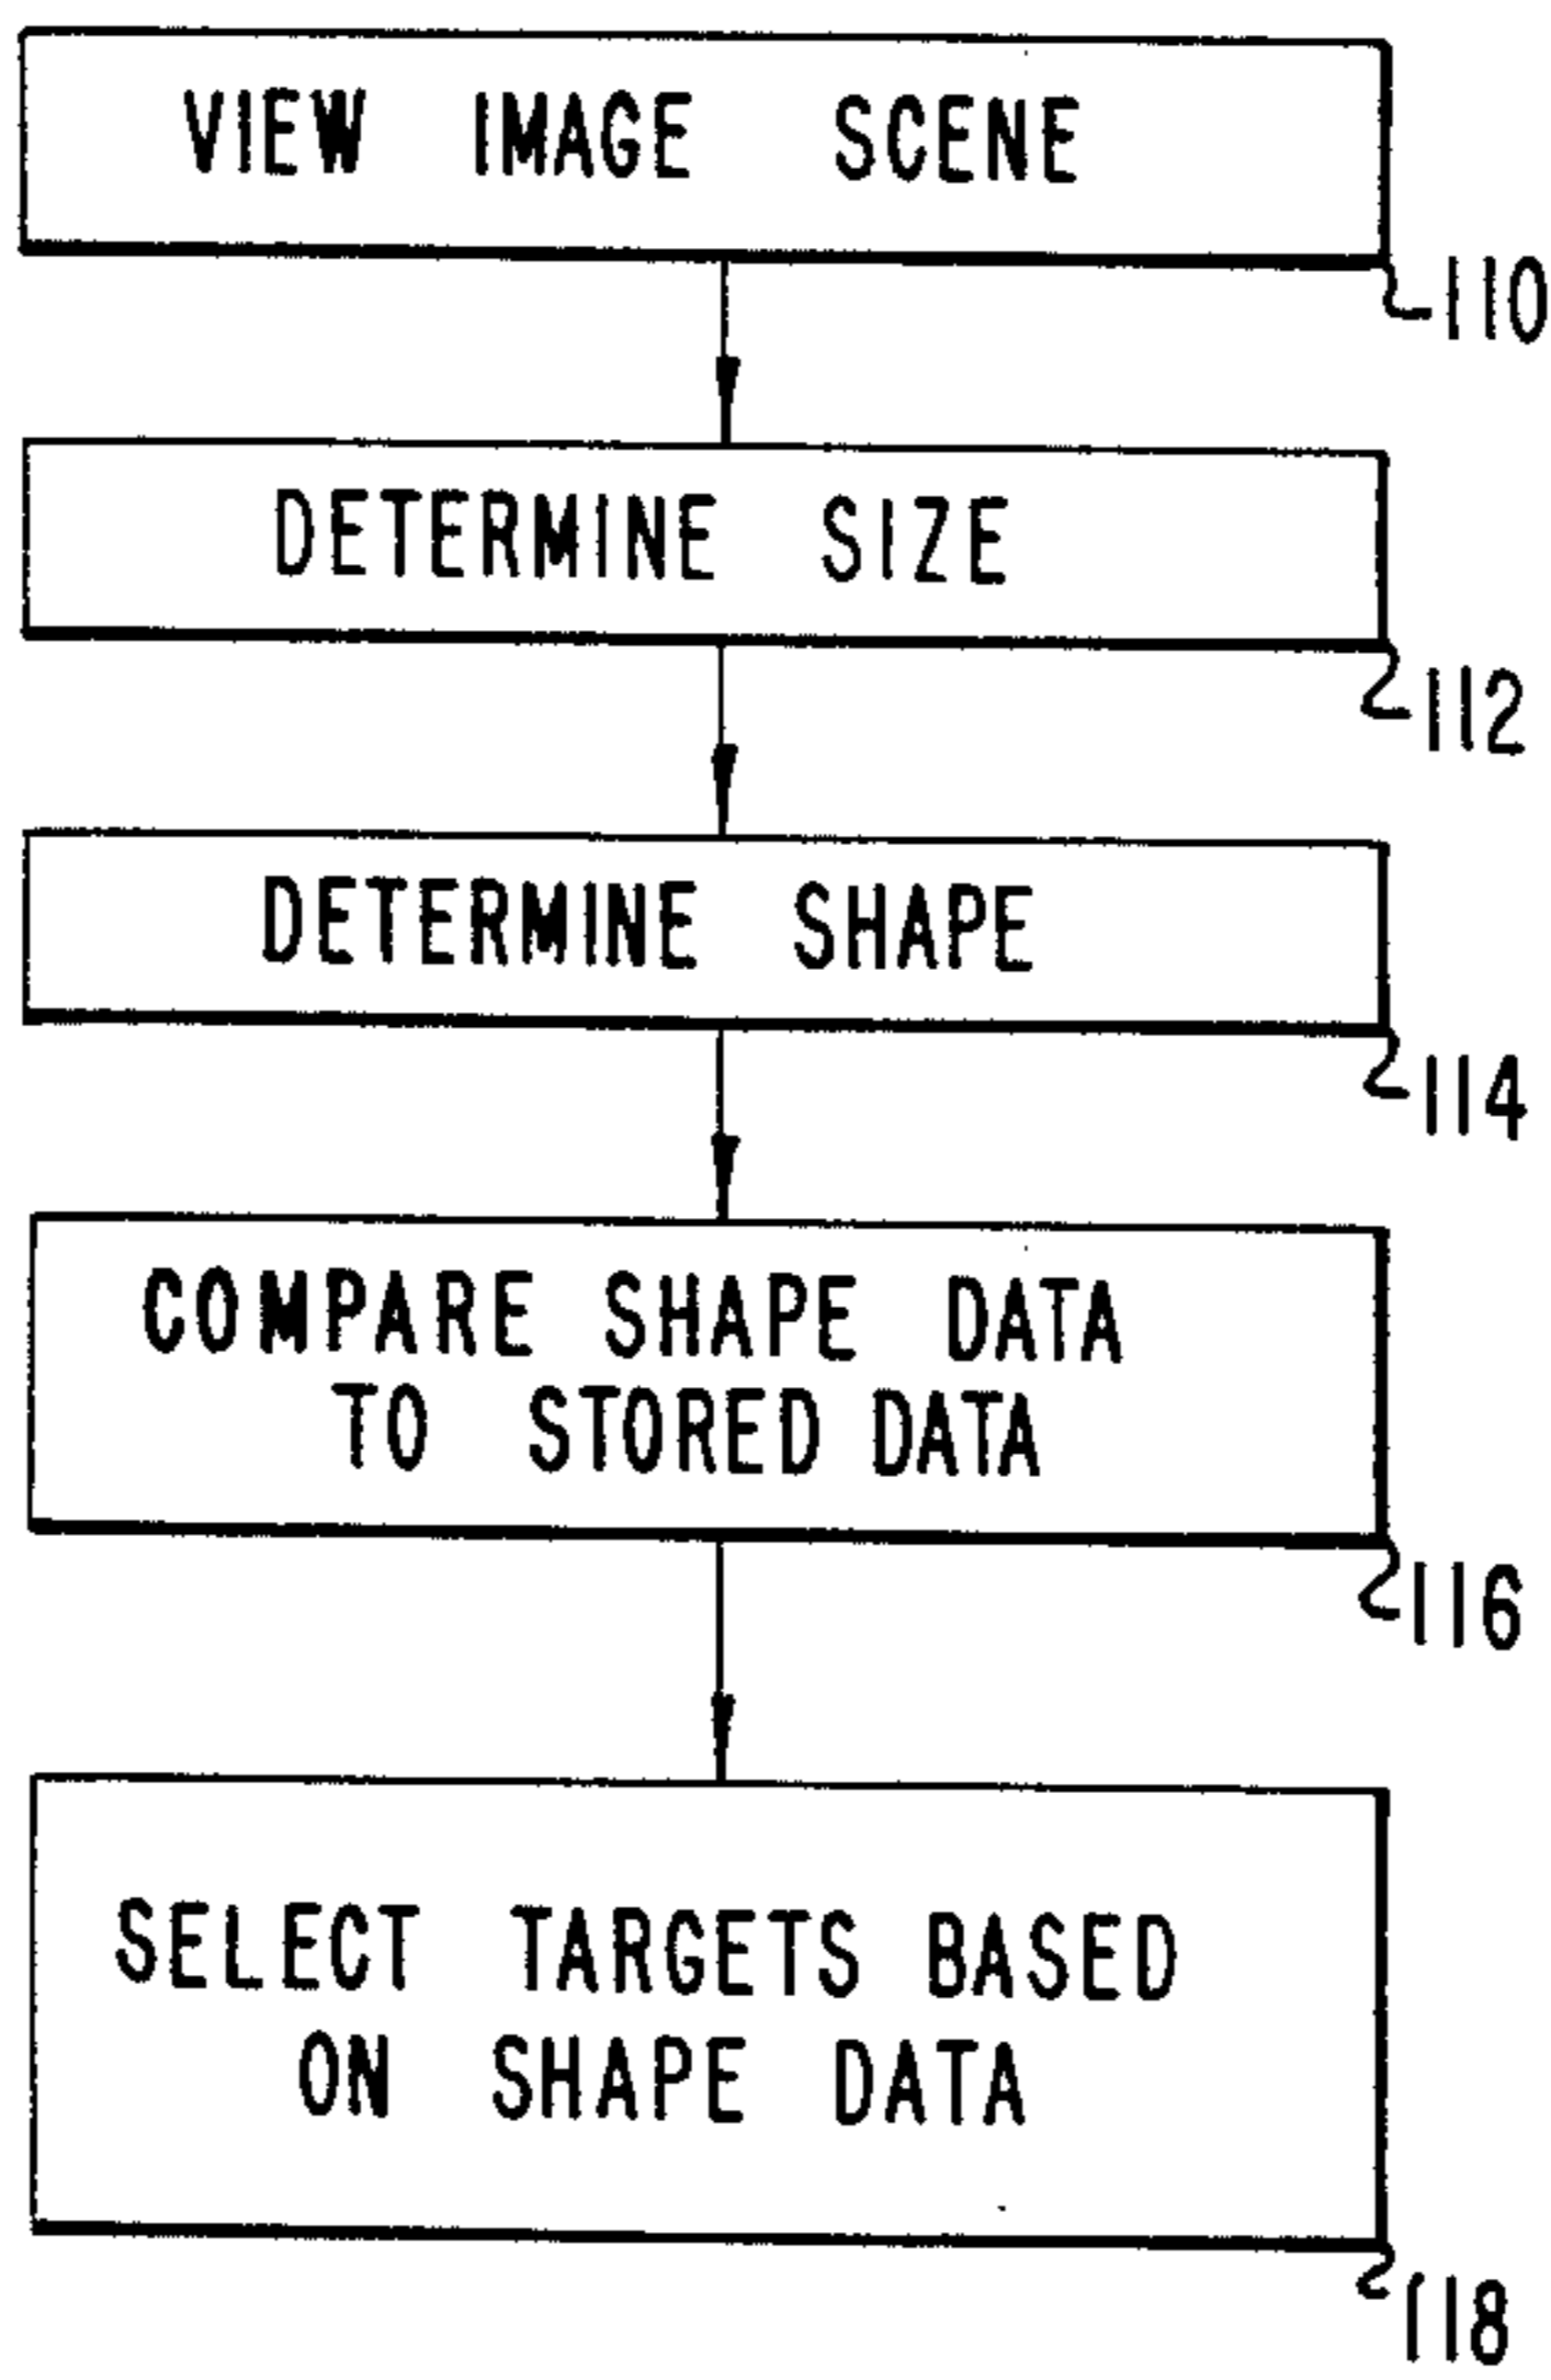 VIEW IMAGE SCENE
110
DETERMINE SIZE
112
DETERMINE SHAPE
114
COMPARE SHAPE DATA
TO STORED DATA
116
SELECT TARGETS BASED
ON SHAPE DATA
118